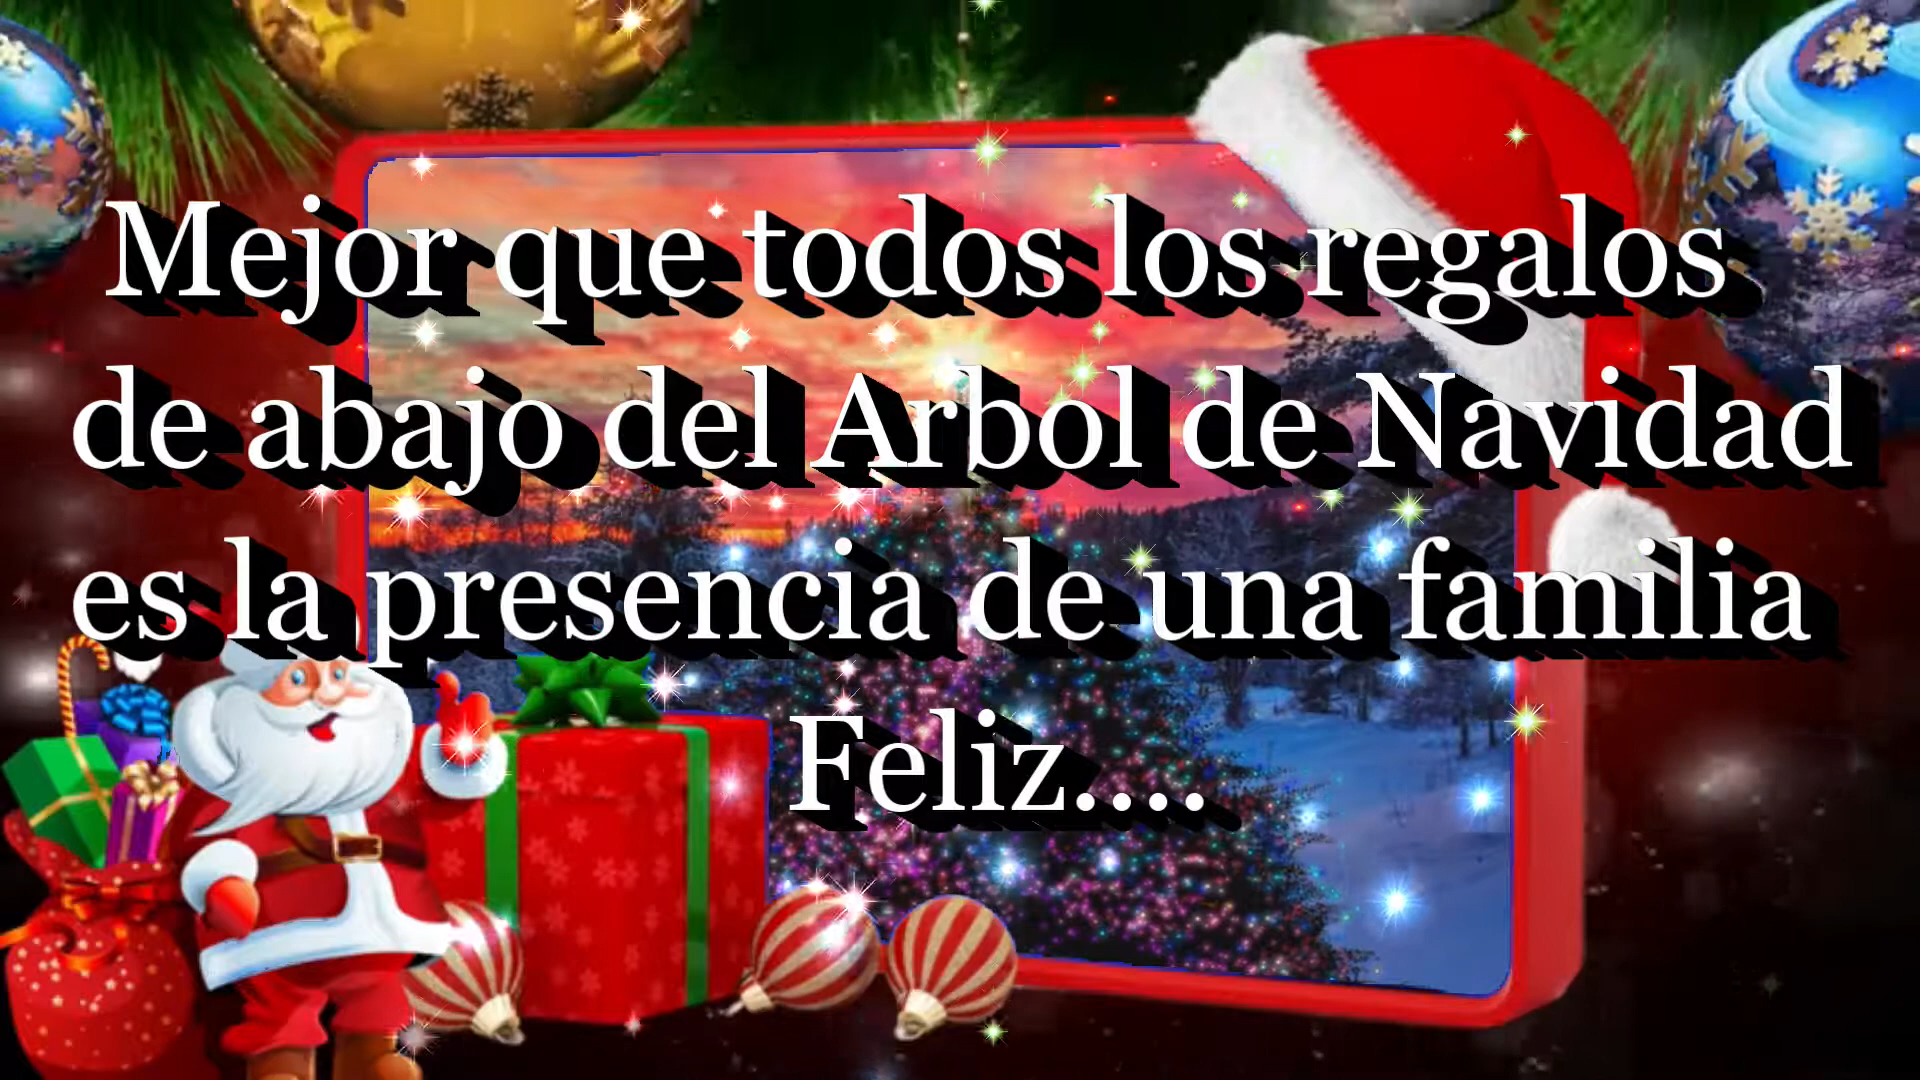 Mejor que todos los regalos
de abajo del Arbol de Navidad
es la presencia de una familia
Feliz....